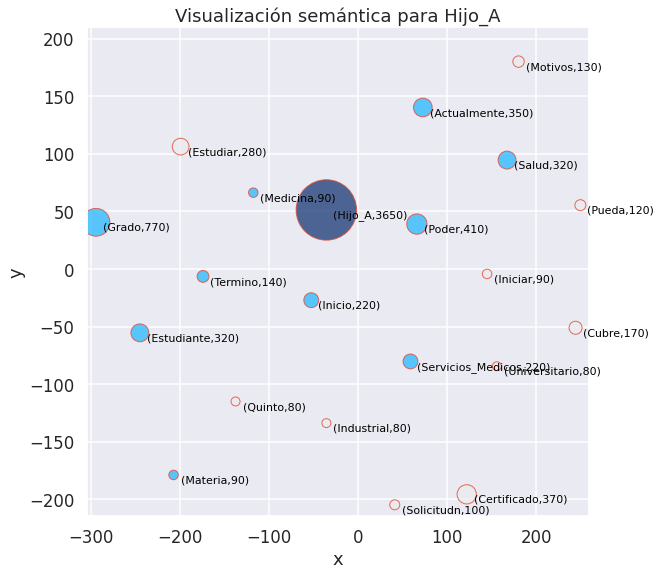 Visualización semántica para Hijo_A
200
(Motivos,130)
150
(Actualmente,350)
(Estudiar,280)
100
(Salud,320)
(Medicina,90)
(Pueda,120)
50
(Hijo_A,3650)
(Grado,770)
(Poder,410)
0
(Iniciar,90)
(Termino,140)
(Inicio,220)
y
−50
(Cubre,170)
(Estudiante,320)
(Servicios_Medicos,220)
(Universitario,80)
−100
(Quinto,80)
(Industrial,80)
−150
(Materia,90)
−200
(Certificado,370)
(Solicitudn,100)
−300 −200 −100 0 100 200
x